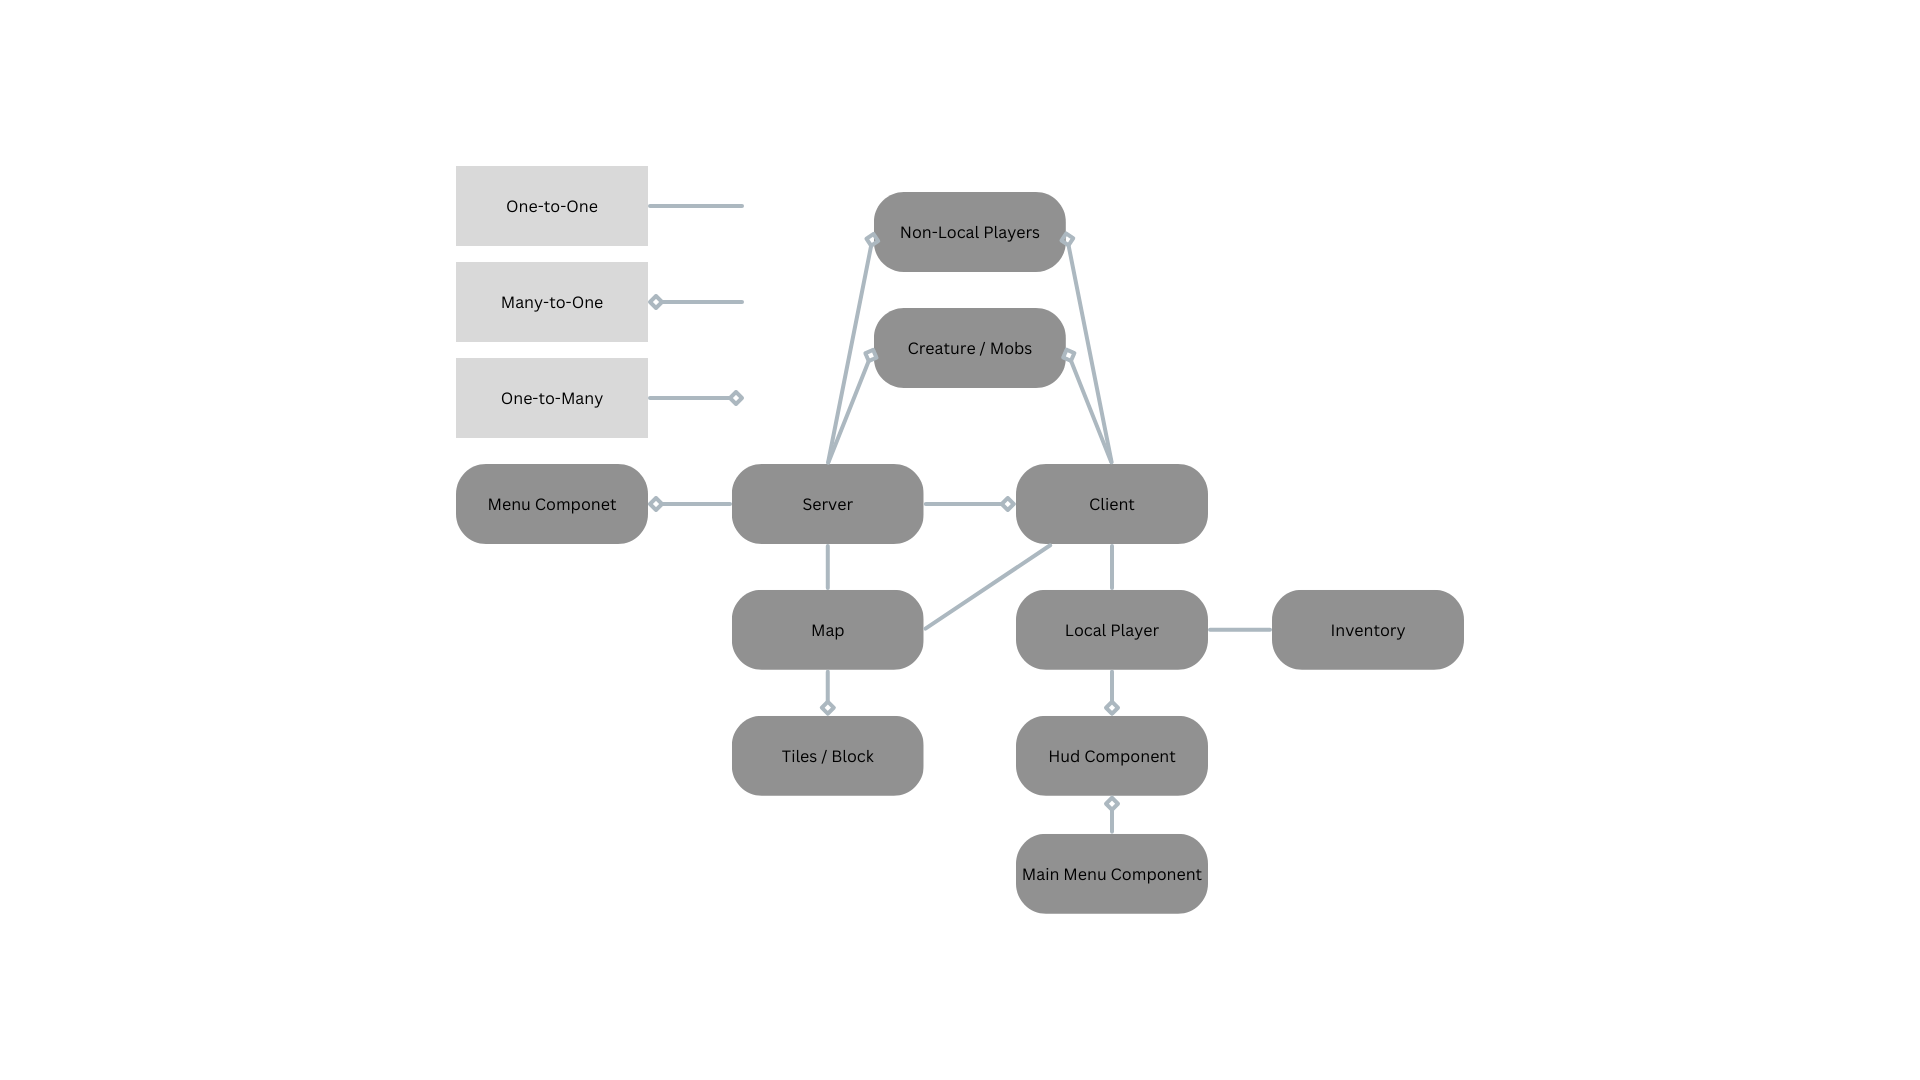 One-to-One
Non-Local Players
Many-to-One
Creature / Mobs
One-to-Many
Menu Componet
Server
Client
Map
Local Player
Inventory
Tiles / Block
Hud Component
Main Menu Component